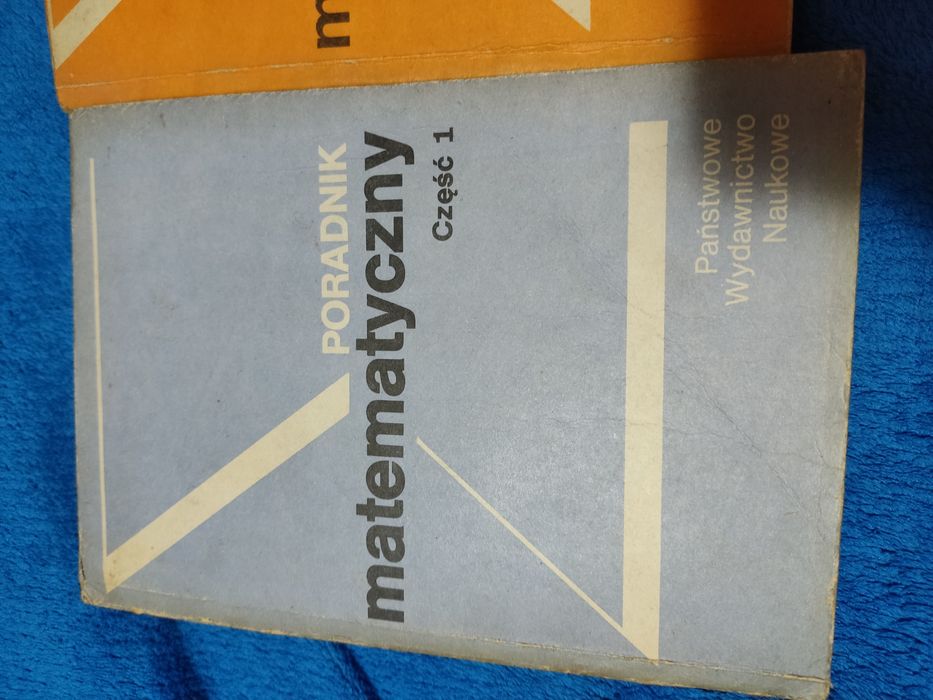 m
PORADNIK
matematyczny
Część 1
Państwowe
Wydawnictwo
Naukowe